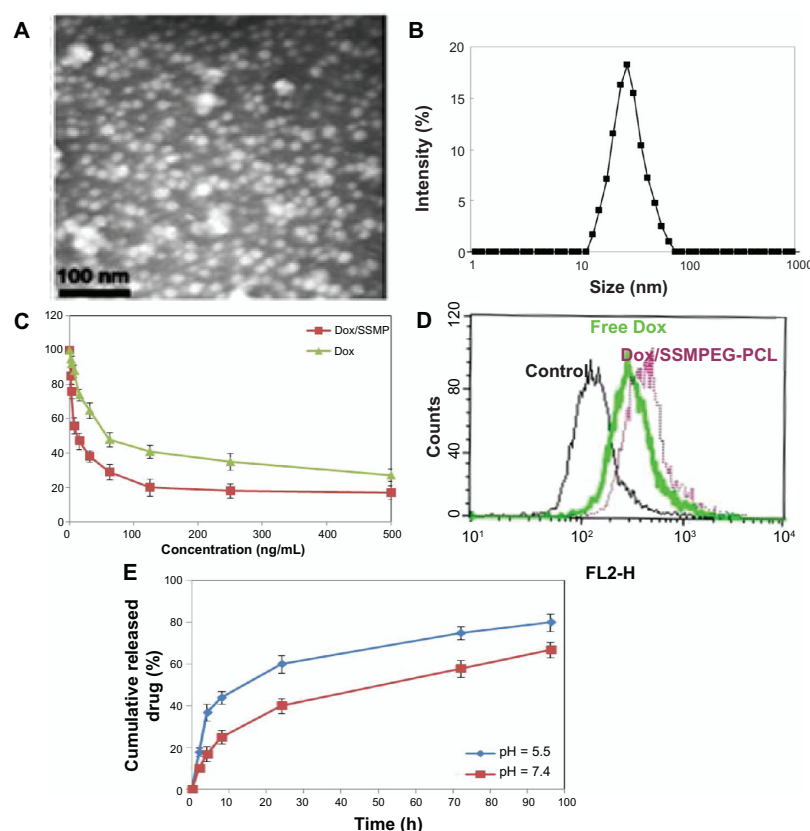 A
100 nm
B
20
15
10
5
0
Intensity (%)
1
10
100
1000
Size (nm)
C
120
100
80
60
40
20
0
0
100
200
300
400
500
Concentration (ng/mL)
Dox/SSMP
Dox
D
120
80
40
0
Counts
Free Dox
Dox/SSMPEG-PCL
Control
10¹
10²
10³
10⁴
FL2-H
E
100
80
60
40
20
0
Cumulative released
drug (%)
0
10
20
30
40
50
60
70
80
90
100
Time (h)
pH = 5.5
pH = 7.4